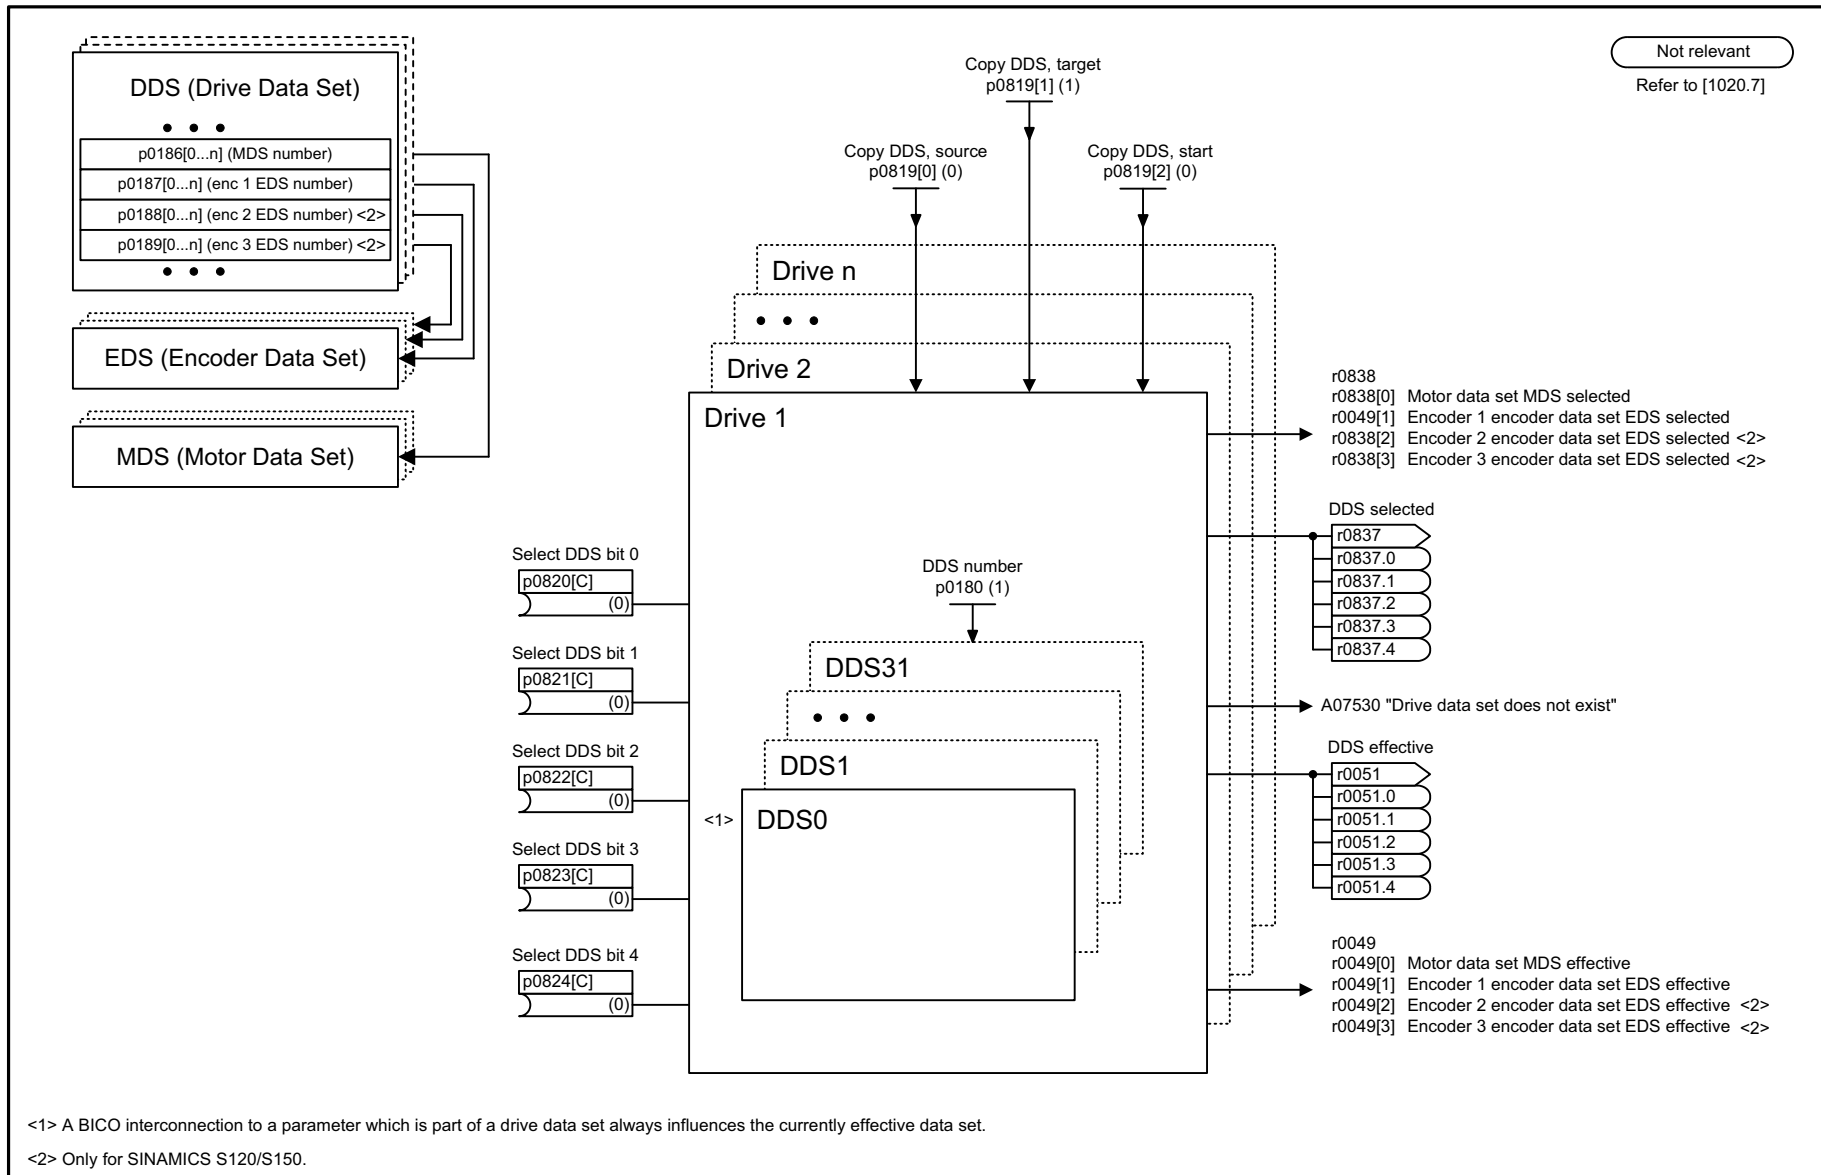 Not relevant
Refer to [1020.7]
DDS (Drive Data Set)
• • •
p0186[0...n] (MDS number)
p0187[0...n] (enc 1 EDS number)
p0188[0...n] (enc 2 EDS number) <2>
p0189[0...n] (enc 3 EDS number) <2>
• • •
EDS (Encoder Data Set)
MDS (Motor Data Set)
Copy DDS, target
p0819[1] (1)
Copy DDS, source
p0819[0] (0)
Copy DDS, start
p0819[2] (0)
Drive n
• • •
Drive 2
Drive 1
Select DDS bit 0
p0820[C]
(0)
Select DDS bit 1
p0821[C]
(0)
Select DDS bit 2
p0822[C]
(0)
Select DDS bit 3
p0823[C]
(0)
Select DDS bit 4
p0824[C]
(0)
DDS number
p0180 (1)
DDS31
• • •
DDS1
<1>
DDS0
r0838
r0838[0] Motor data set MDS selected
r0049[1] Encoder 1 encoder data set EDS selected
r0838[2] Encoder 2 encoder data set EDS selected <2>
r0838[3] Encoder 3 encoder data set EDS selected <2>
DDS selected
r0837
r0837.0
r0837.1
r0837.2
r0837.3
r0837.4
A07530 "Drive data set does not exist"
DDS effective
r0051
r0051.0
r0051.1
r0051.2
r0051.3
r0051.4
r0049
r0049[0] Motor data set MDS effective
r0049[1] Encoder 1 encoder data set EDS effective
r0049[2] Encoder 2 encoder data set EDS effective <2>
r0049[3] Encoder 3 encoder data set EDS effective <2>
<1> A BICO interconnection to a parameter which is part of a drive data set always influences the currently effective data set.
<2> Only for SINAMICS S120/S150.